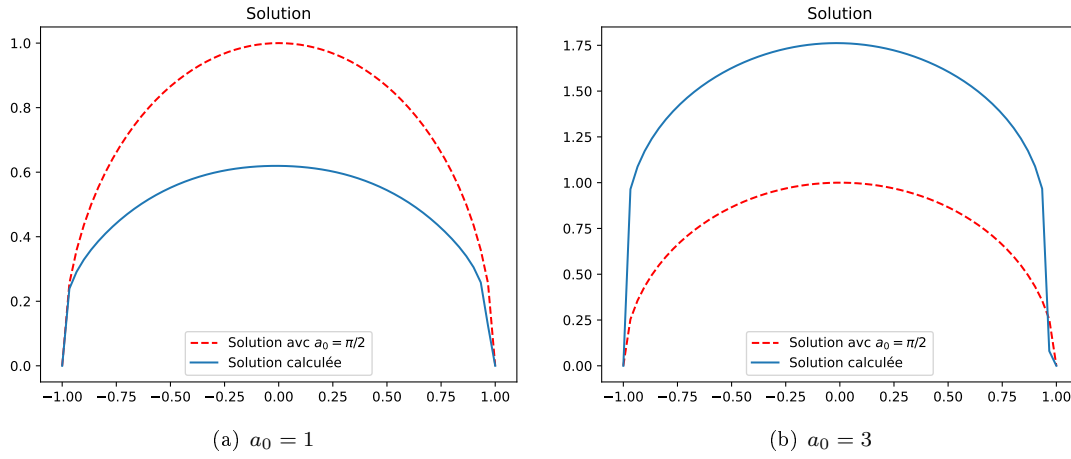 Solution
1.0
0.8
0.6
0.4
0.2
0.0
−1.00 −0.75 −0.50 −0.25 0.00 0.25 0.50 0.75 1.00
Solution avc a₀ = π/2
Solution calculée
(a) a₀ = 1
Solution
1.75
1.50
1.25
1.00
0.75
0.50
0.25
0.00
−1.00 −0.75 −0.50 −0.25 0.00 0.25 0.50 0.75 1.00
Solution avc a₀ = π/2
Solution calculée
(b) a₀ = 3